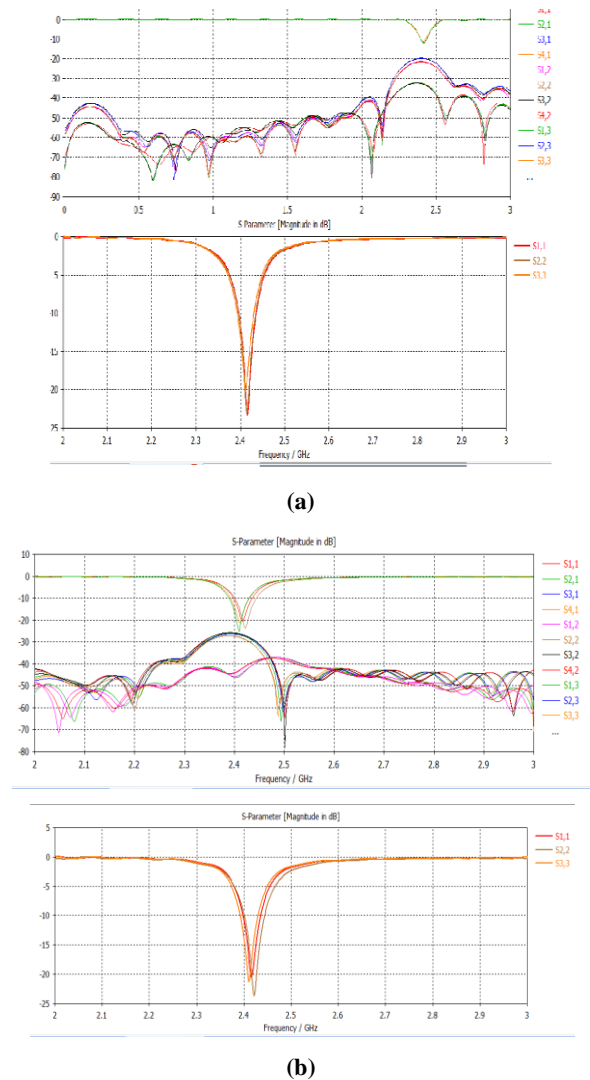 S1,1
0
S2,1
-10
S3,1
-20
S4,1
-30
S1,2
-40
S2,2
-50
S3,2
-60
S4,2
-70
S1,3
-80
S2,3
-90
S3,3
...
0 0.5 1 1.5 2 2.5 3
S-Parameter [Magnitude in dB]
0
S1,1
S2,2
S3,3
5
10
15
20
25
2 2.1 2.2 2.3 2.4 2.5 2.6 2.7 2.8 2.9 3
Frequency / GHz
(a)
S-Parameter [Magnitude in dB]
10
0
-10
-20
-30
-40
-50
-60
-70
-80
S1,1
S2,1
S3,1
S4,1
S1,2
S2,2
S3,2
S4,2
S1,3
S2,3
S3,3
...
2 2.1 2.2 2.3 2.4 2.5 2.6 2.7 2.8 2.9 3
Frequency / GHz
S-Parameter [Magnitude in dB]
5
0
-5
-10
-15
-20
-25
S1,1
S2,2
S3,3
2 2.1 2.2 2.3 2.4 2.5 2.6 2.7 2.8 2.9 3
Frequency / GHz
(b)